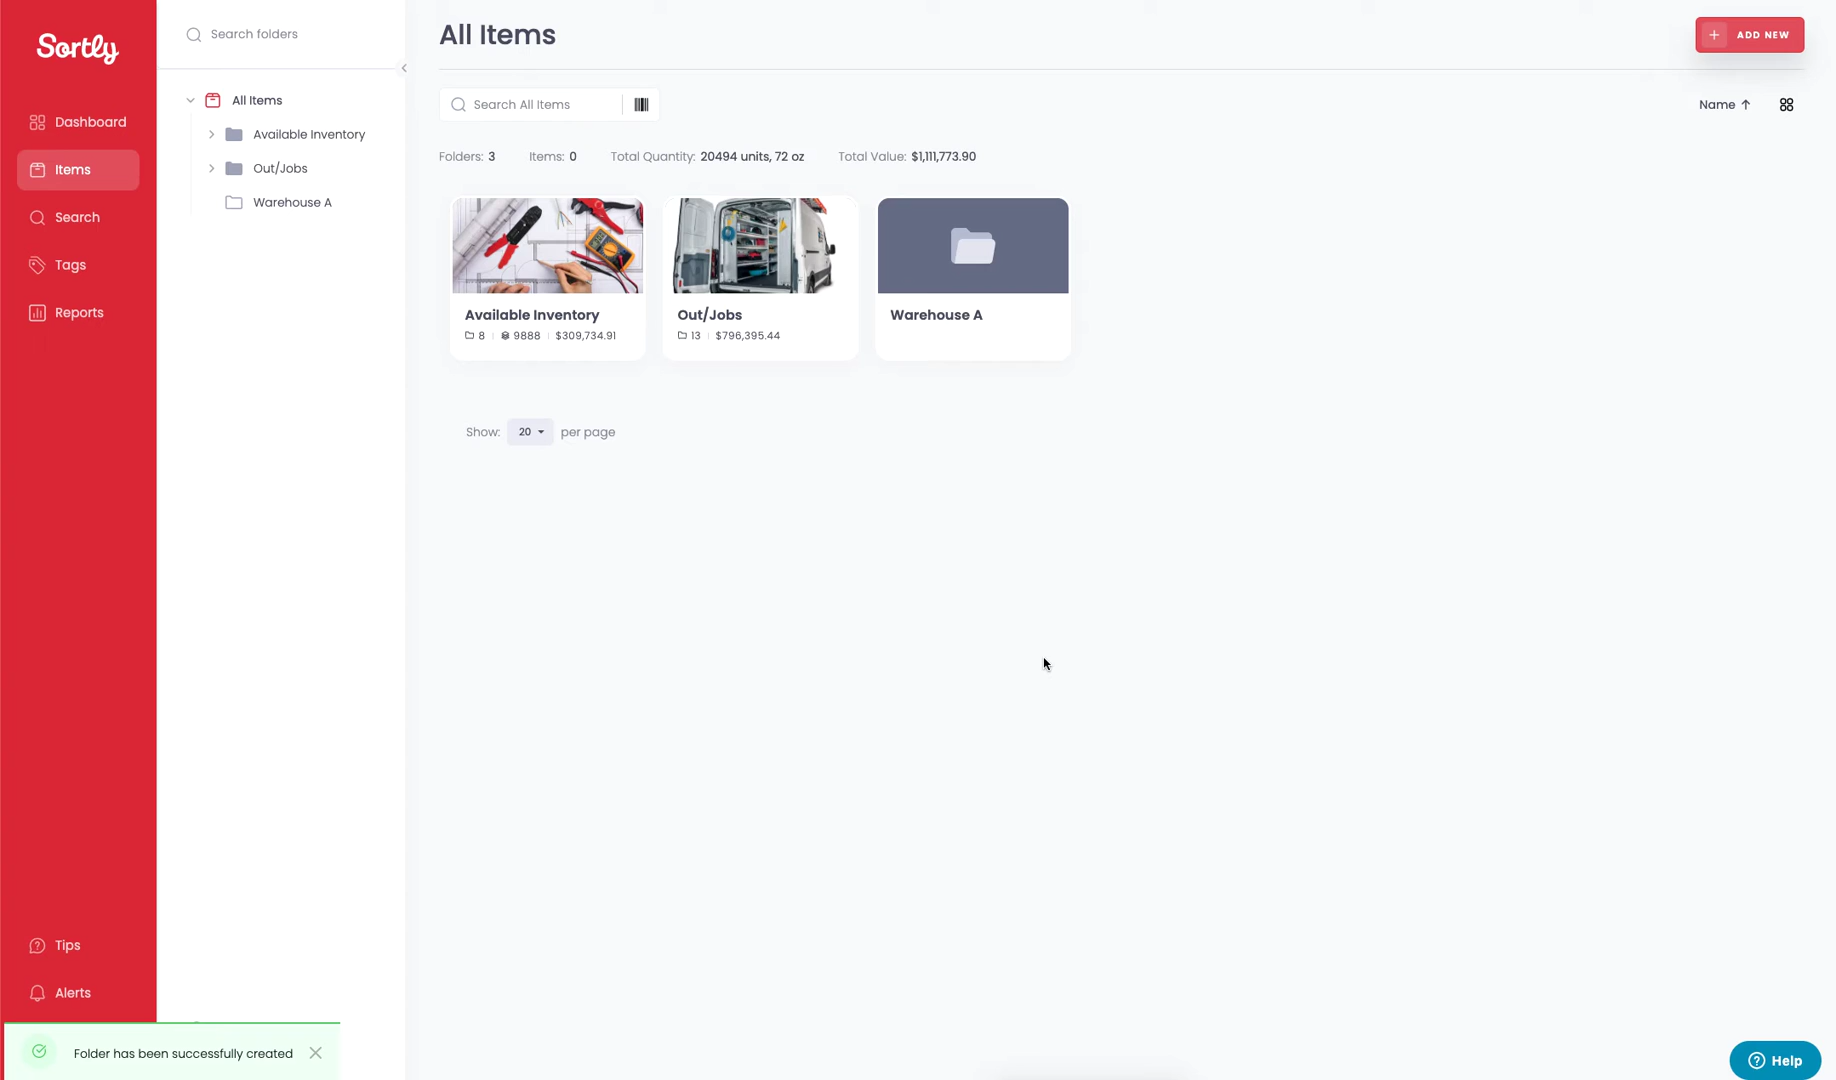 Sortly
Dashboard
Items
Search
Tags
Reports
Tips
Alerts
Search folders
All Items
Available Inventory
Out/Jobs
Warehouse A
All Items
+ ADD NEW
Search All Items
Name ↑
Folders: 3 Items: 0 Total Quantity: 20494 units, 72 oz Total Value: $1,111,773.90
Available Inventory
8 | 9888 | $309,734.91
Out/Jobs
13 | $796,395.44
Warehouse A
Show: 20 per page
Folder has been successfully created
Help